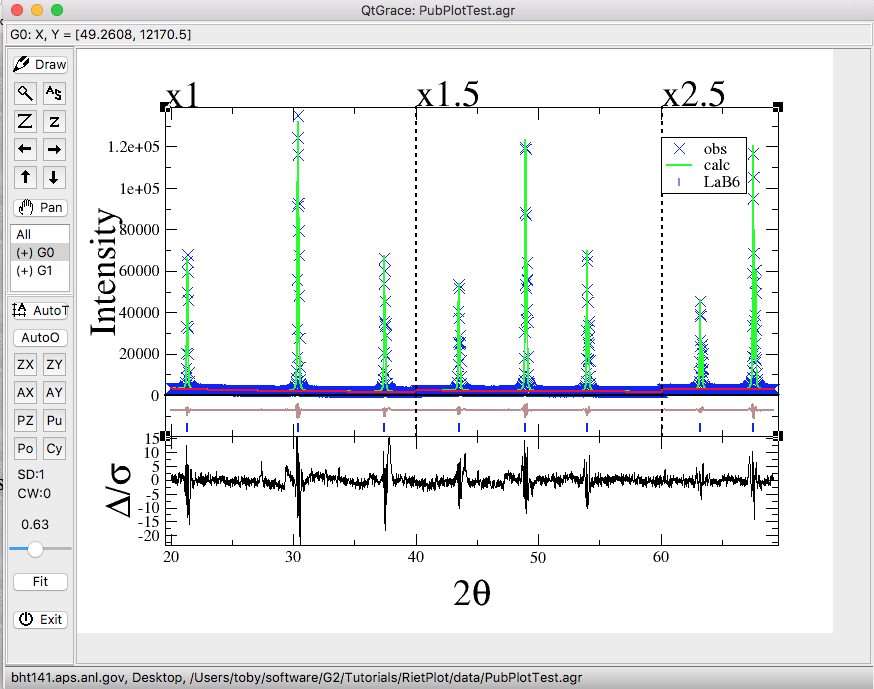 QtGrace: PubPlotTest.agr
G0: X, Y = [49.2608, 12170.5]
Draw
A S
Z z
Pan
All
(+) G0
(+) G1
AutoT
AutoO
ZX ZY
AX AY
PZ Pu
Po Cy
SD:1
CW:0
0.63
Fit
Exit
x1 x1.5 x2.5
Intensity
1.2e+05
1e+05
80000
60000
40000
20000
0
obs
calc
LaB6
Δ/σ
15
10
5
0
-5
-10
-15
-20
20 30 40 50 60
2θ
bht141.aps.anl.gov, Desktop, /Users/toby/software/G2/Tutorials/RietPlot/data/PubPlotTest.agr